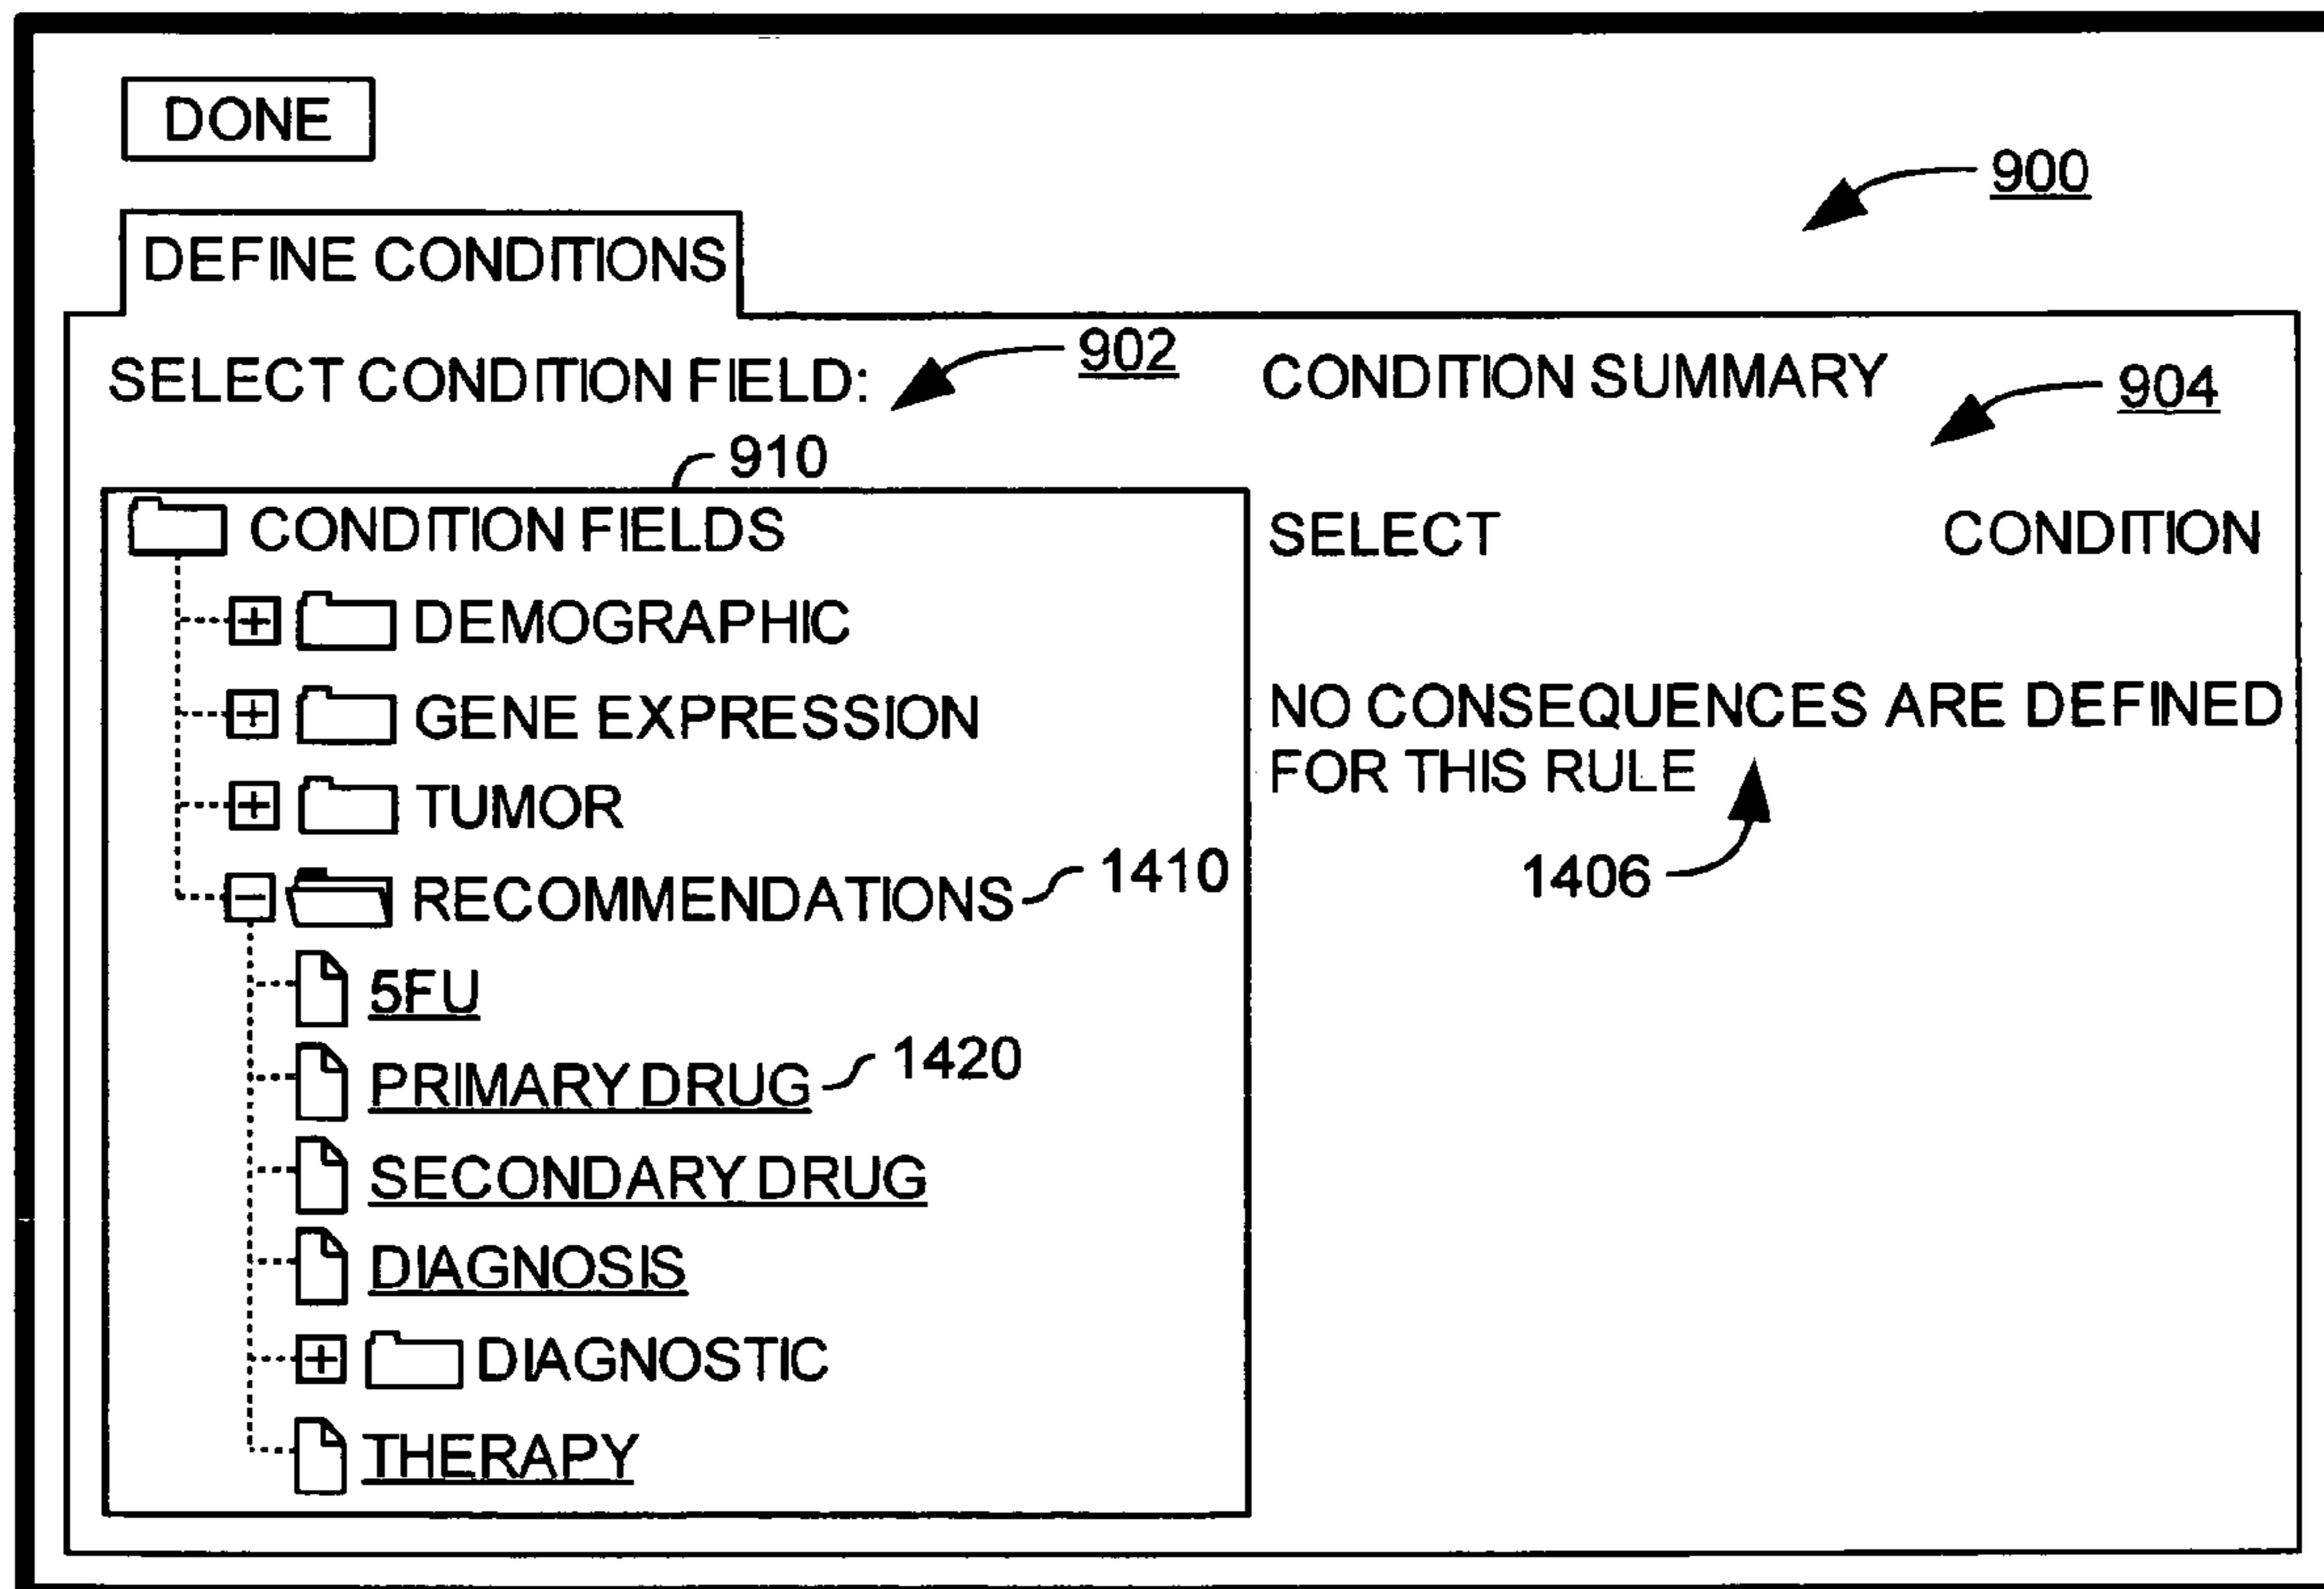 DONE
900
DEFINE CONDITIONS
SELECT CONDITION FIELD:
902
CONDITION SUMMARY
904
910
CONDITION FIELDS
SELECT CONDITION
DEMOGRAPHIC
GENE EXPRESSION
NO CONSEQUENCES ARE DEFINED
FOR THIS RULE
TUMOR
1406
RECOMMENDATIONS
1410
5FU
PRIMARY DRUG
1420
SECONDARY DRUG
DIAGNOSIS
DIAGNOSTIC
THERAPY